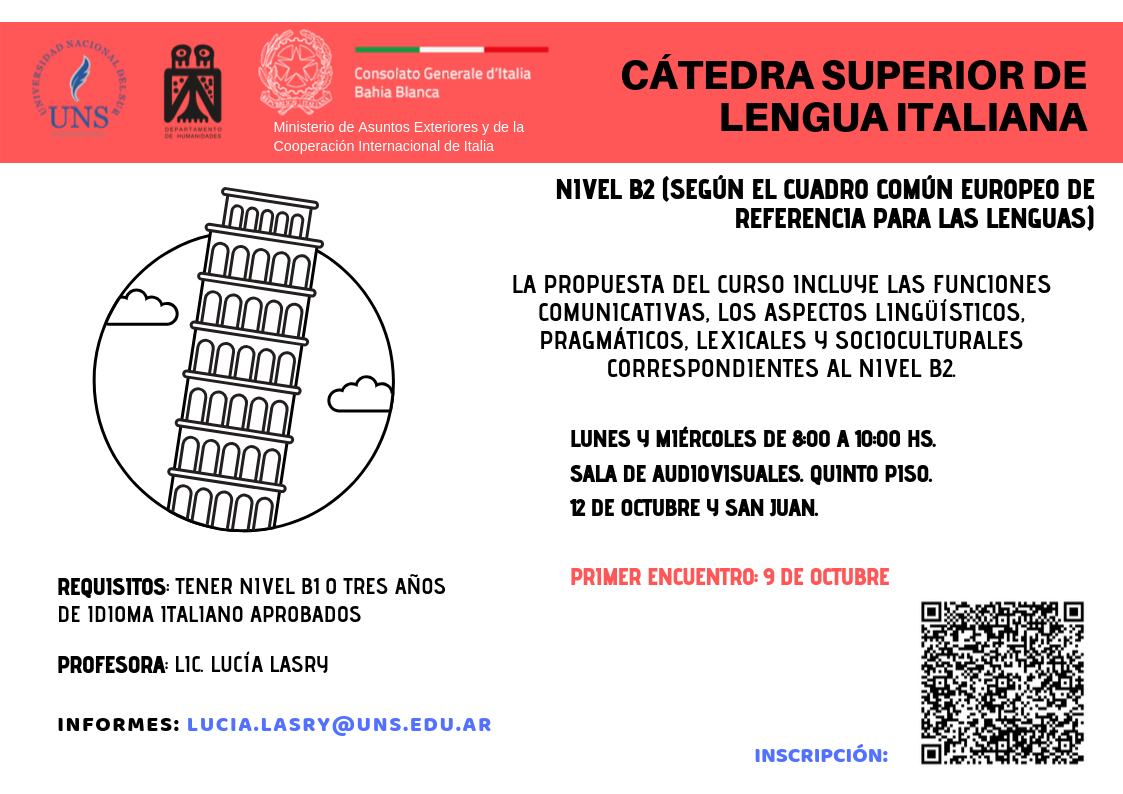 UNIVERSIDAD NACIONAL DEL SUR
UNS
DEPARTAMENTO
DE HUMANIDADES
Consolato Generale d'Italia
Bahia Blanca
Ministerio de Asuntos Exteriores y de la
Cooperación Internacional de Italia
CÁTEDRA SUPERIOR DE
LENGUA ITALIANA
NIVEL B2 (SEGÚN EL CUADRO COMÚN EUROPEO DE
REFERENCIA PARA LAS LENGUAS)
LA PROPUESTA DEL CURSO INCLUYE LAS FUNCIONES
COMUNICATIVAS, LOS ASPECTOS LINGÜÍSTICOS,
PRAGMÁTICOS, LEXICALES Y SOCIOCULTURALES
CORRESPONDIENTES AL NIVEL B2.
LUNES Y MIÉRCOLES DE 8:00 A 10:00 HS.
SALA DE AUDIOVISUALES. QUINTO PISO.
12 DE OCTUBRE Y SAN JUAN.
PRIMER ENCUENTRO: 9 DE OCTUBRE
REQUISITOS: TENER NIVEL B1 O TRES AÑOS
DE IDIOMA ITALIANO APROBADOS
PROFESORA: LIC. LUCÍA LASRY
INFORMES: LUCIA.LASRY@UNS.EDU.AR
INSCRIPCIÓN: